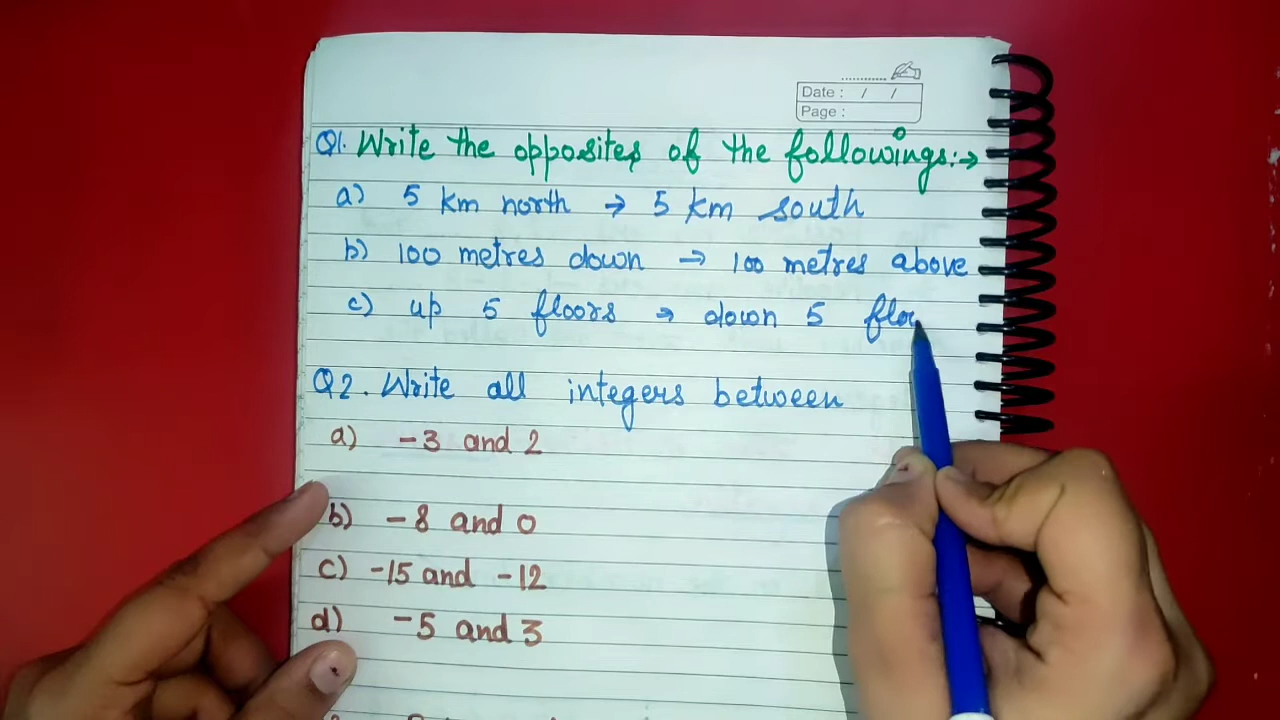 Date : / /
Page :
Q1. Write the opposites of the followings:→
a) 5 km north → 5 km south
b) 100 metres down → 100 metres above
c) up 5 floors → down 5 flo
Q2. Write all integers between
a) -3 and 2
b) -8 and 0
c) -15 and -12
d) -5 and 3